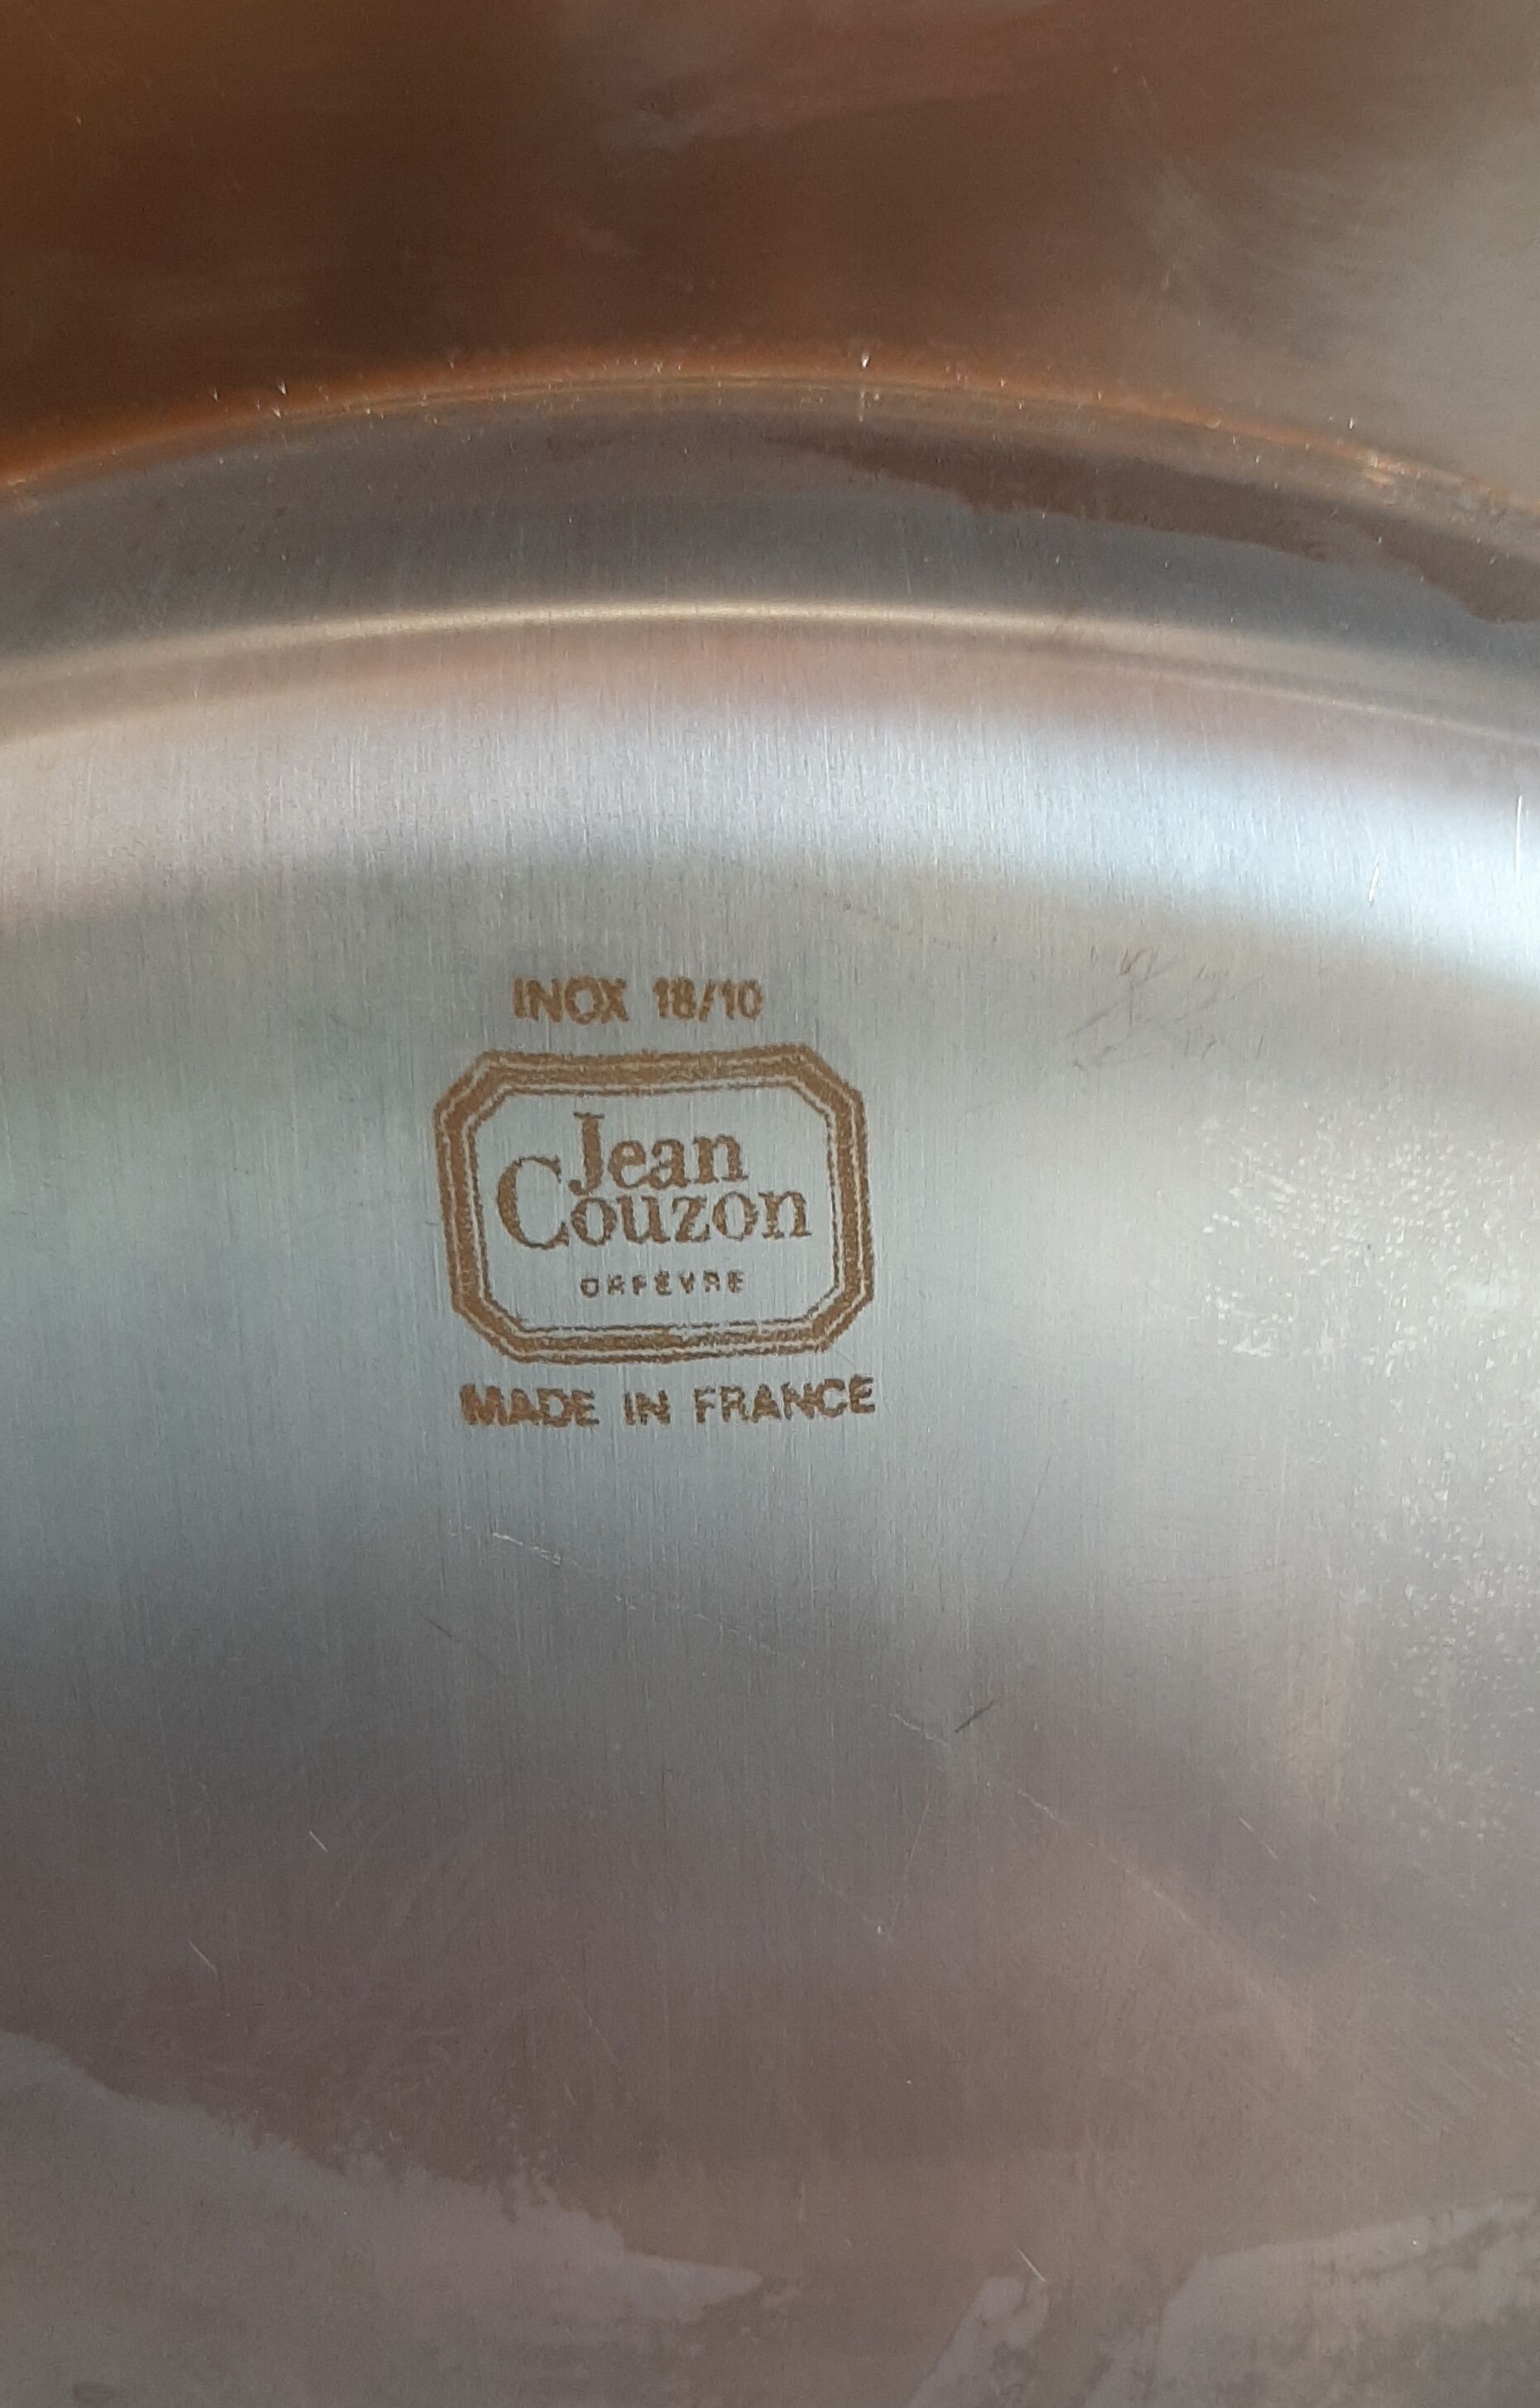 INOX 18/10
Jean
Couzon
ORFÈVRE
MADE IN FRANCE